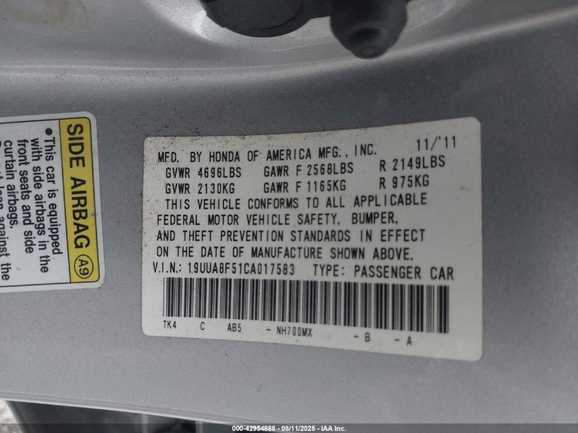 SIDE AIRBAG A9
•This car is equipped
with side airbags in the
front seats and side
curtain airbags.
lean against the
11/'11
MFD. BY HONDA OF AMERICA MFG., INC.
GVWR 4696LBS GAWR F 2568LBS R 2149LBS
GVWR 2130KG GAWR F 1165KG R 975KG
THIS VEHICLE CONFORMS TO ALL APPLICABLE
FEDERAL MOTOR VEHICLE SAFETY, BUMPER,
AND THEFT PREVENTION STANDARDS IN EFFECT
ON THE DATE OF MANUFACTURE SHOWN ABOVE.
V.I.N.: 19UUA8F51CA017583 TYPE: PASSENGER CAR
TK4 C AB5 - NH700MX - B - A
000-42954888 - 08/11/2025 - IAA Inc.